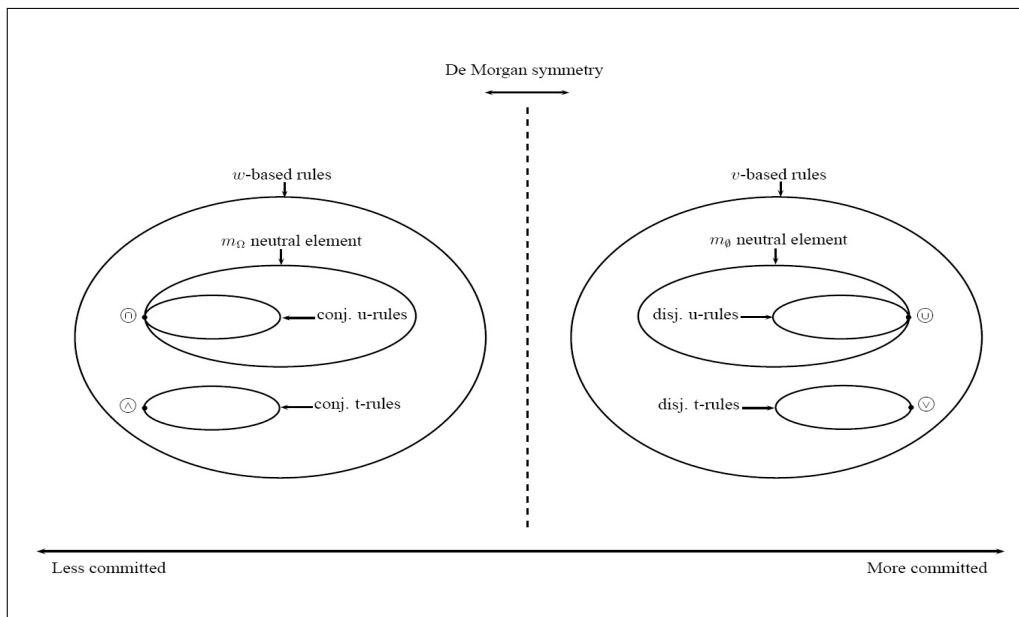 De Morgan symmetry
w-based rules
v-based rules
m_Ω neutral element
m_∅ neutral element
∩ conj. u-rules
disj. u-rules ∪
∧ conj. t-rules
disj. t-rules ∨
Less committed
More committed